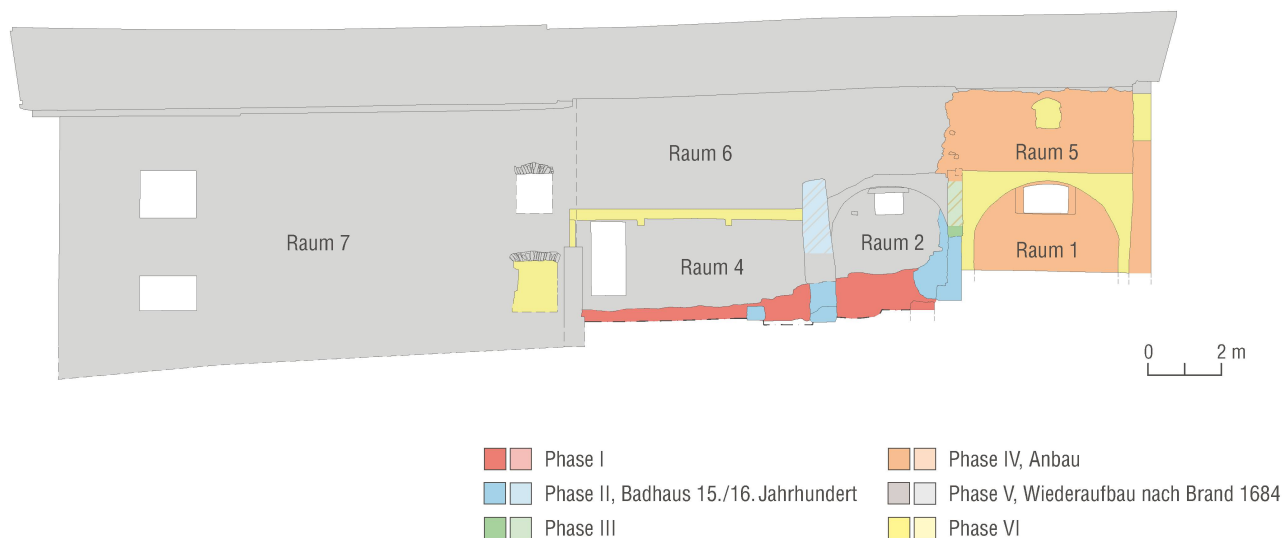 Raum 6
Raum 5
Raum 7
Raum 4
Raum 2
Raum 1
0 2 m
Phase I
Phase II, Badhaus 15./16. Jahrhundert
Phase III
Phase IV, Anbau
Phase V, Wiederaufbau nach Brand 1684
Phase VI